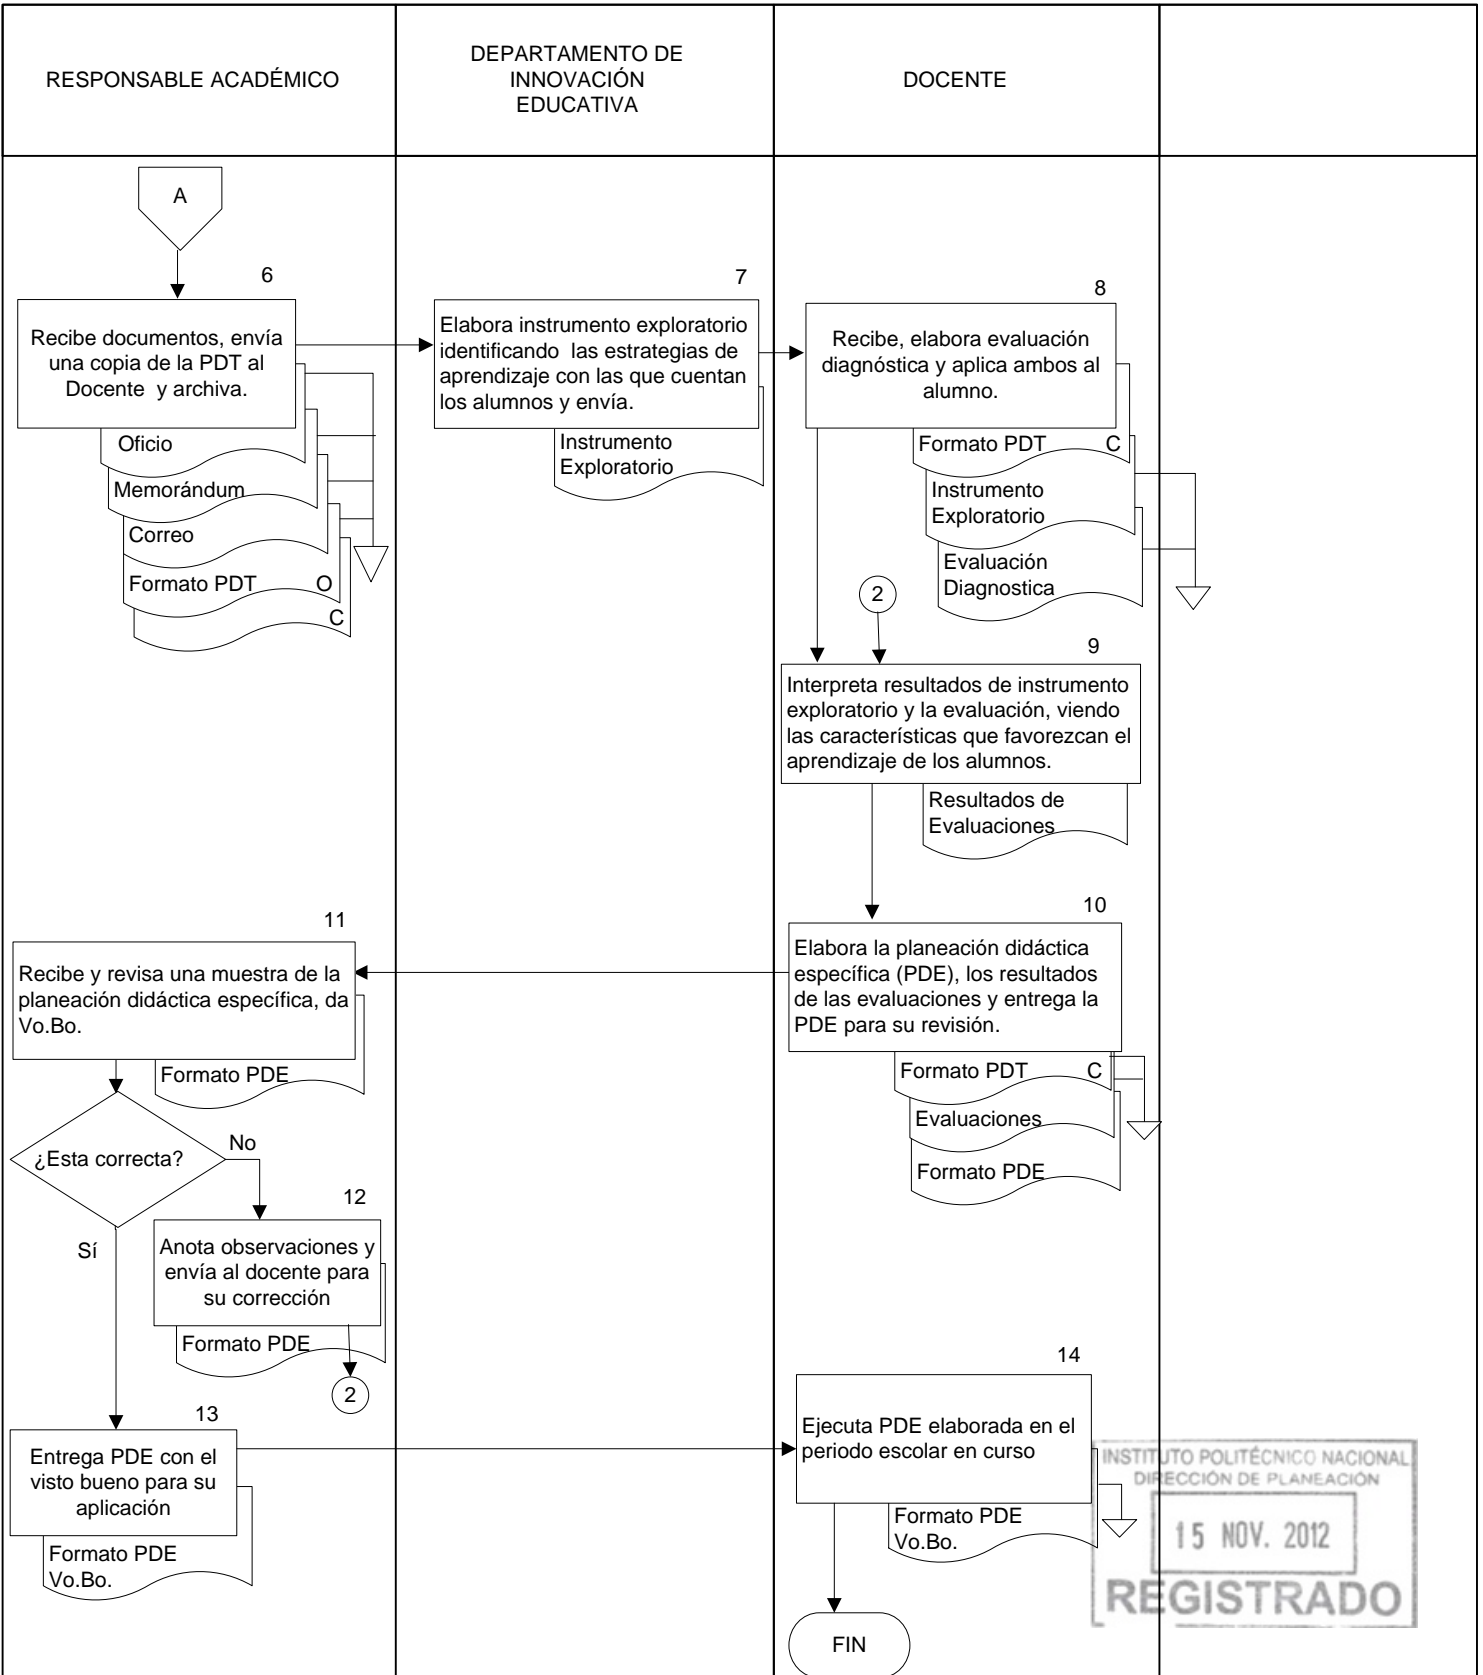 RESPONSABLE ACADÉMICO
DEPARTAMENTO DE
INNOVACIÓN
EDUCATIVA
DOCENTE
A
6
Recibe documentos, envía
una copia de la PDT al
Docente y archiva.
Oficio
Memorándum
Correo
Formato PDT O
C
7
Elabora instrumento exploratorio
identificando las estrategias de
aprendizaje con las que cuentan
los alumnos y envía.
Instrumento
Exploratorio
8
Recibe, elabora evaluación
diagnóstica y aplica ambos al
alumno.
Formato PDT C
Instrumento
Exploratorio
Evaluación
Diagnostica
2
9
Interpreta resultados de instrumento
exploratorio y la evaluación, viendo
las características que favorezcan el
aprendizaje de los alumnos.
Resultados de
Evaluaciones
10
Elabora la planeación didáctica
específica (PDE), los resultados
de las evaluaciones y entrega la
PDE para su revisión.
Formato PDT C
Evaluaciones
Formato PDE
11
Recibe y revisa una muestra de la
planeación didáctica específica, da
Vo.Bo.
Formato PDE
¿Esta correcta?
No
Sí
12
Anota observaciones y
envía al docente para
su corrección
Formato PDE
2
13
Entrega PDE con el
visto bueno para su
aplicación
Formato PDE
Vo.Bo.
14
Ejecuta PDE elaborada en el
periodo escolar en curso
Formato PDE
Vo.Bo.
FIN
INSTITUTO POLITÉCNICO NACIONAL
DIRECCIÓN DE PLANEACIÓN
15 NOV. 2012
REGISTRADO